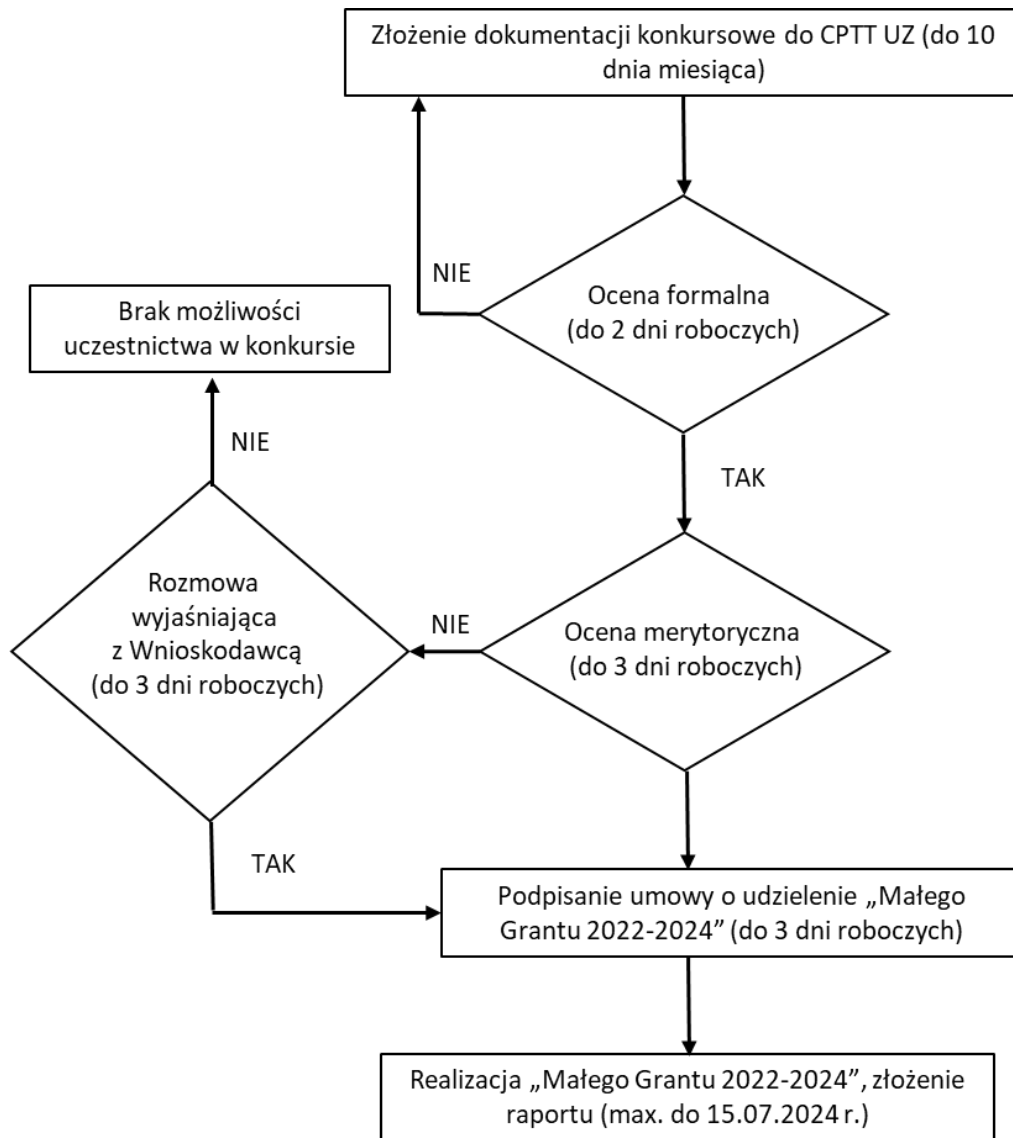 Złożenie dokumentacji konkursowe do CPTT UZ (do 10
dnia miesiąca)
NIE
Ocena formalna
(do 2 dni roboczych)
Brak możliwości
uczestnictwa w konkursie
NIE
TAK
Rozmowa
wyjaśniająca
z Wnioskodawcą
(do 3 dni roboczych)
NIE
Ocena merytoryczna
(do 3 dni roboczych)
TAK
Podpisanie umowy o udzielenie „Małego
Grantu 2022-2024” (do 3 dni roboczych)
Realizacja „Małego Grantu 2022-2024”, złożenie
raportu (max. do 15.07.2024 r.)